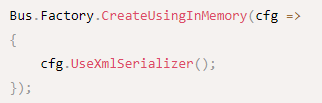 Bus.Factory.CreateUsingInMemory(cfg =>
{
    cfg.UseXmlSerializer();
});